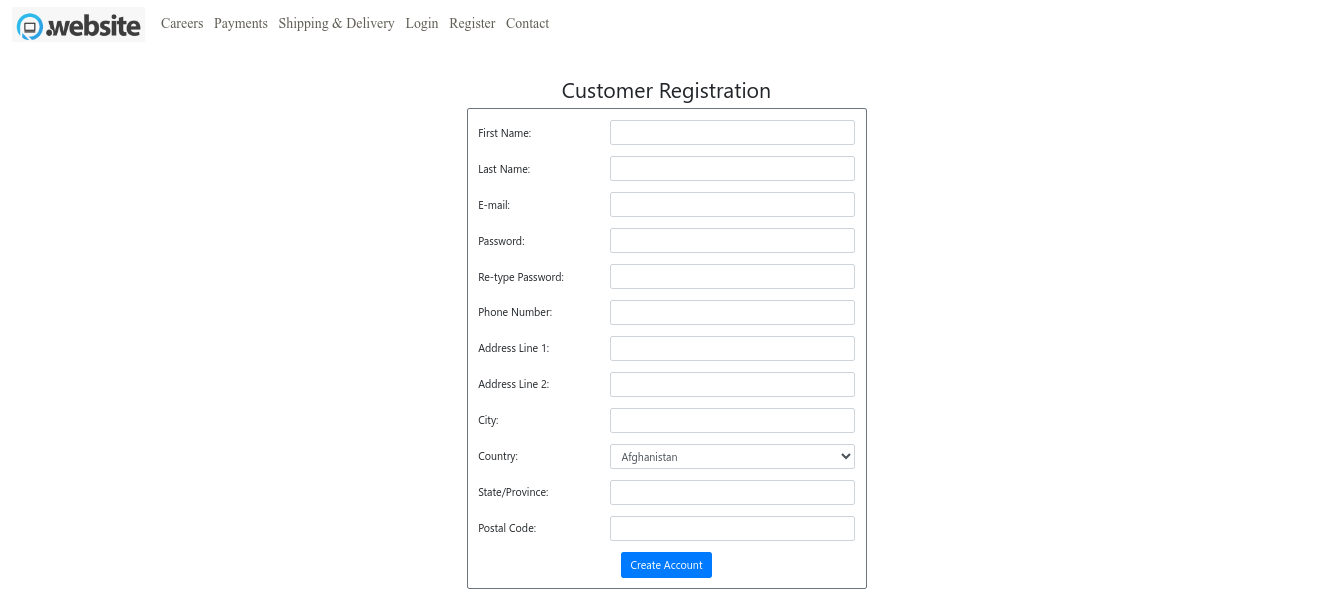 .website Careers Payments Shipping & Delivery Login Register Contact
Customer Registration
First Name:
Last Name:
E-mail:
Password:
Re-type Password:
Phone Number:
Address Line 1:
Address Line 2:
City:
Country: Afghanistan
State/Province:
Postal Code:
Create Account